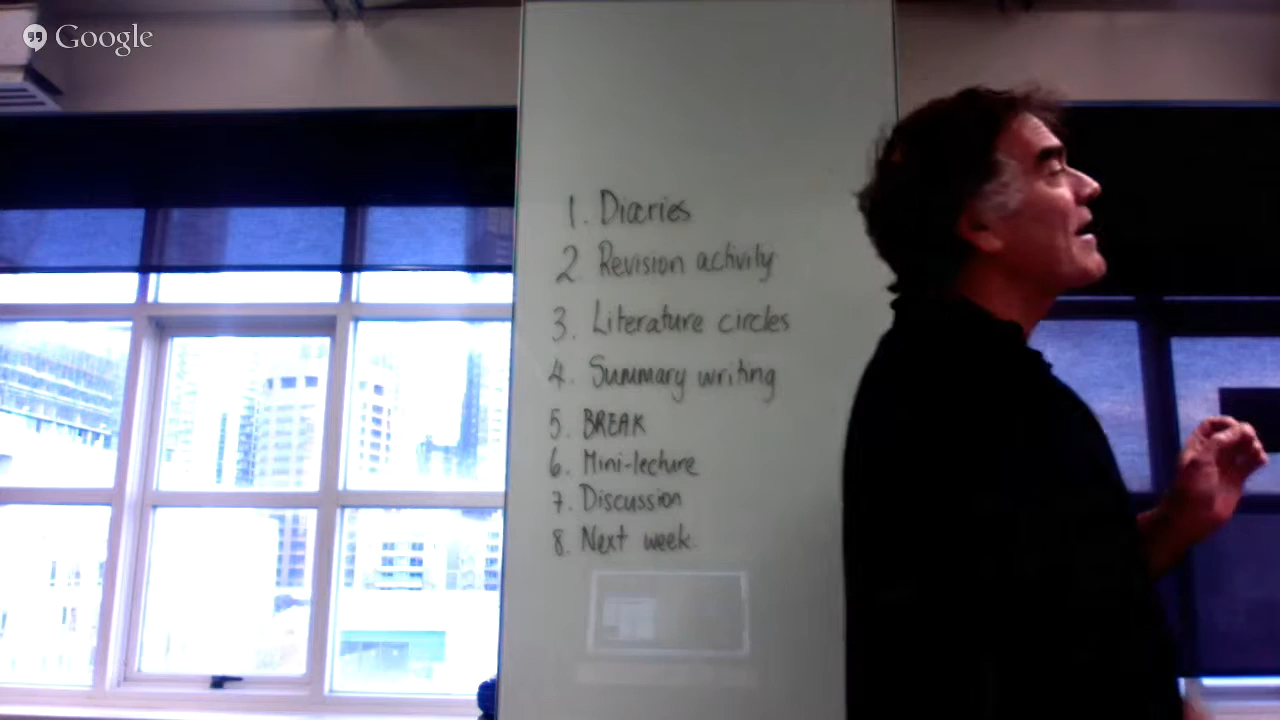 Google
1. Diaries
2. Revision activity
3. Literature circles
4. Summary writing
5. BREAK
6. Mini-lecture
7. Discussion
8. Next week.